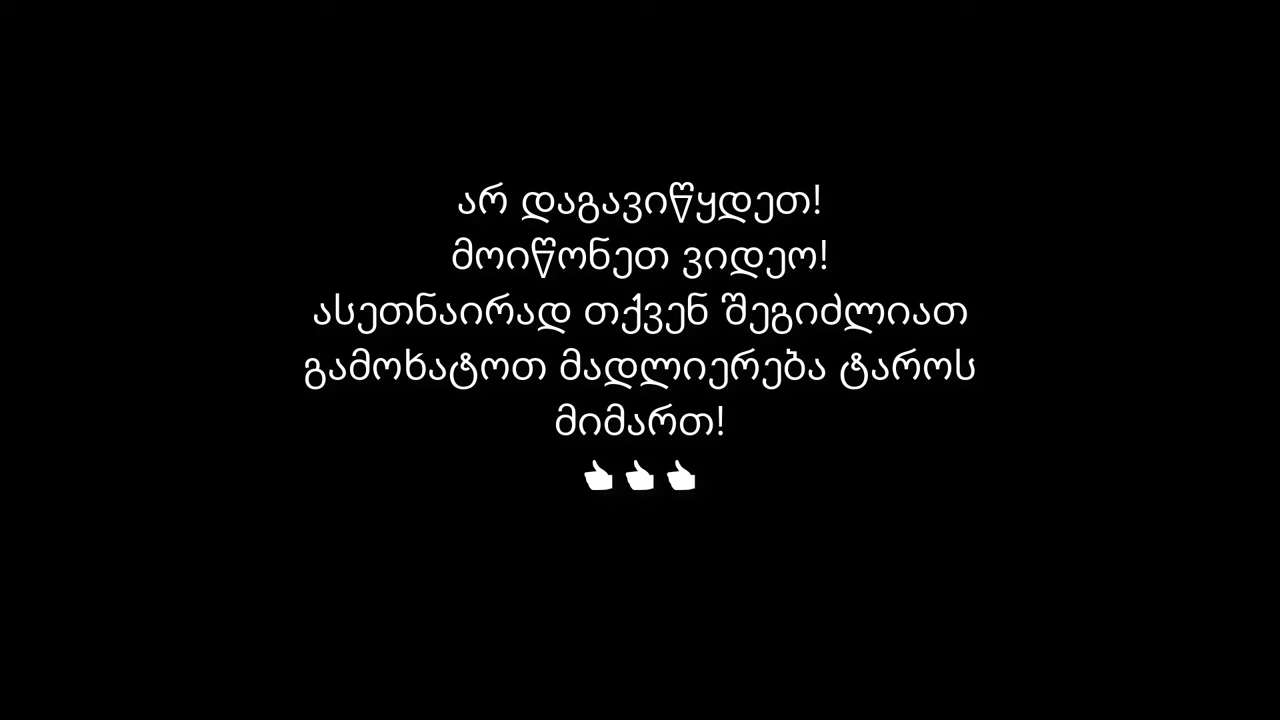 არ დაგავიწყდეთ!
მოიწონეთ ვიდეო!
ასეთნაირად თქვენ შეგიძლიათ
გამოხატოთ მადლიერება ტაროს
მიმართ!
👍👍👍